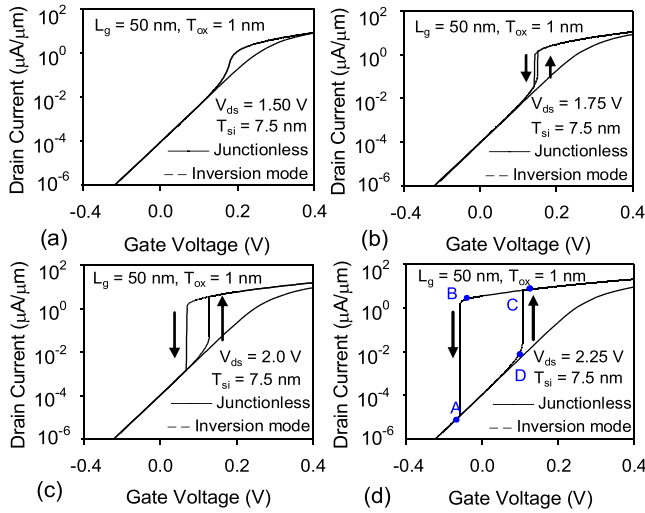 L_g = 50 nm, T_ox = 1 nm
V_ds = 1.50 V
T_si = 7.5 nm
Junctionless
Inversion mode
Drain Current (μA/μm)
10^2
10^0
10^-2
10^-4
10^-6
-0.4
0.0
0.2
0.4
(a)
Gate Voltage (V)
L_g = 50 nm, T_ox = 1 nm
V_ds = 1.75 V
T_si = 7.5 nm
Junctionless
Inversion mode
Drain Current (μA/μm)
10^2
10^0
10^-2
10^-4
10^-6
-0.4
0.0
0.2
0.4
(b)
Gate Voltage (V)
L_g = 50 nm, T_ox = 1 nm
V_ds = 2.0 V
T_si = 7.5 nm
Junctionless
Inversion mode
Drain Current (μA/μm)
10^2
10^0
10^-2
10^-4
10^-6
-0.4
0.0
0.2
0.4
(c)
Gate Voltage (V)
L_g = 50 nm, T_ox = 1 nm
B
C
V_ds = 2.25 V
D
T_si = 7.5 nm
A
Junctionless
Inversion mode
Drain Current (μA/μm)
10^2
10^0
10^-2
10^-4
10^-6
-0.4
0.0
0.2
0.4
(d)
Gate Voltage (V)